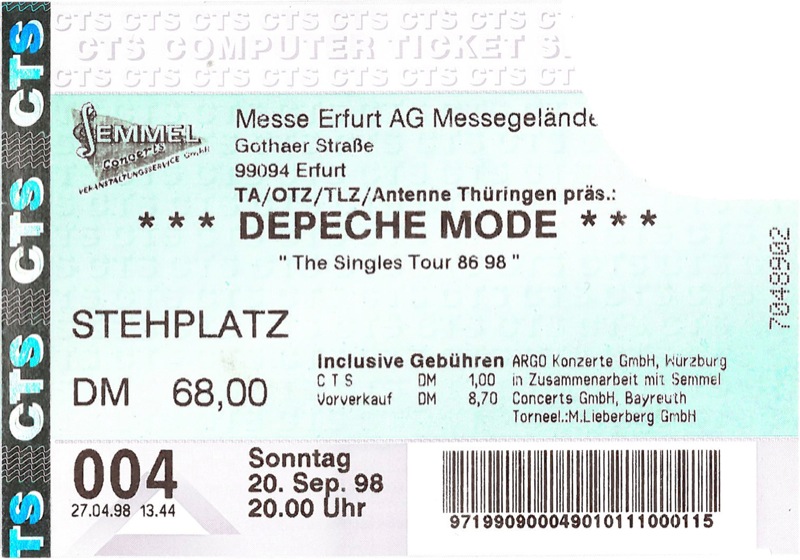 CTS CTS CTS CTS CTS CTS CTS
CTS COMPUTER TICKET S
CTS CTS CTS CTS CTS CTS CTS
CTS
CTS
CTS
CTS
TS
SEMMEL
Concerts
VERANSTALTUNGSSERVICE GmbH
Messe Erfurt AG Messegelände
Gothaer Straße
99094 Erfurt
TA/OTZ/TLZ/Antenne Thüringen präs.:
* * * DEPECHE MODE * * *
" The Singles Tour 86 98 "
7048902
STEHPLATZ
DM 68,00
Inclusive Gebühren
C T S DM 1,00
Vorverkauf DM 8,70
ARGO Konzerte GmbH, Würzburg
in Zusammenarbeit mit Semmel
Concerts GmbH, Bayreuth
Torneel.:M.Lieberberg GmbH
004
27.04.98 13.44
Sonntag
20. Sep. 98
20.00 Uhr
971990900049010111000115